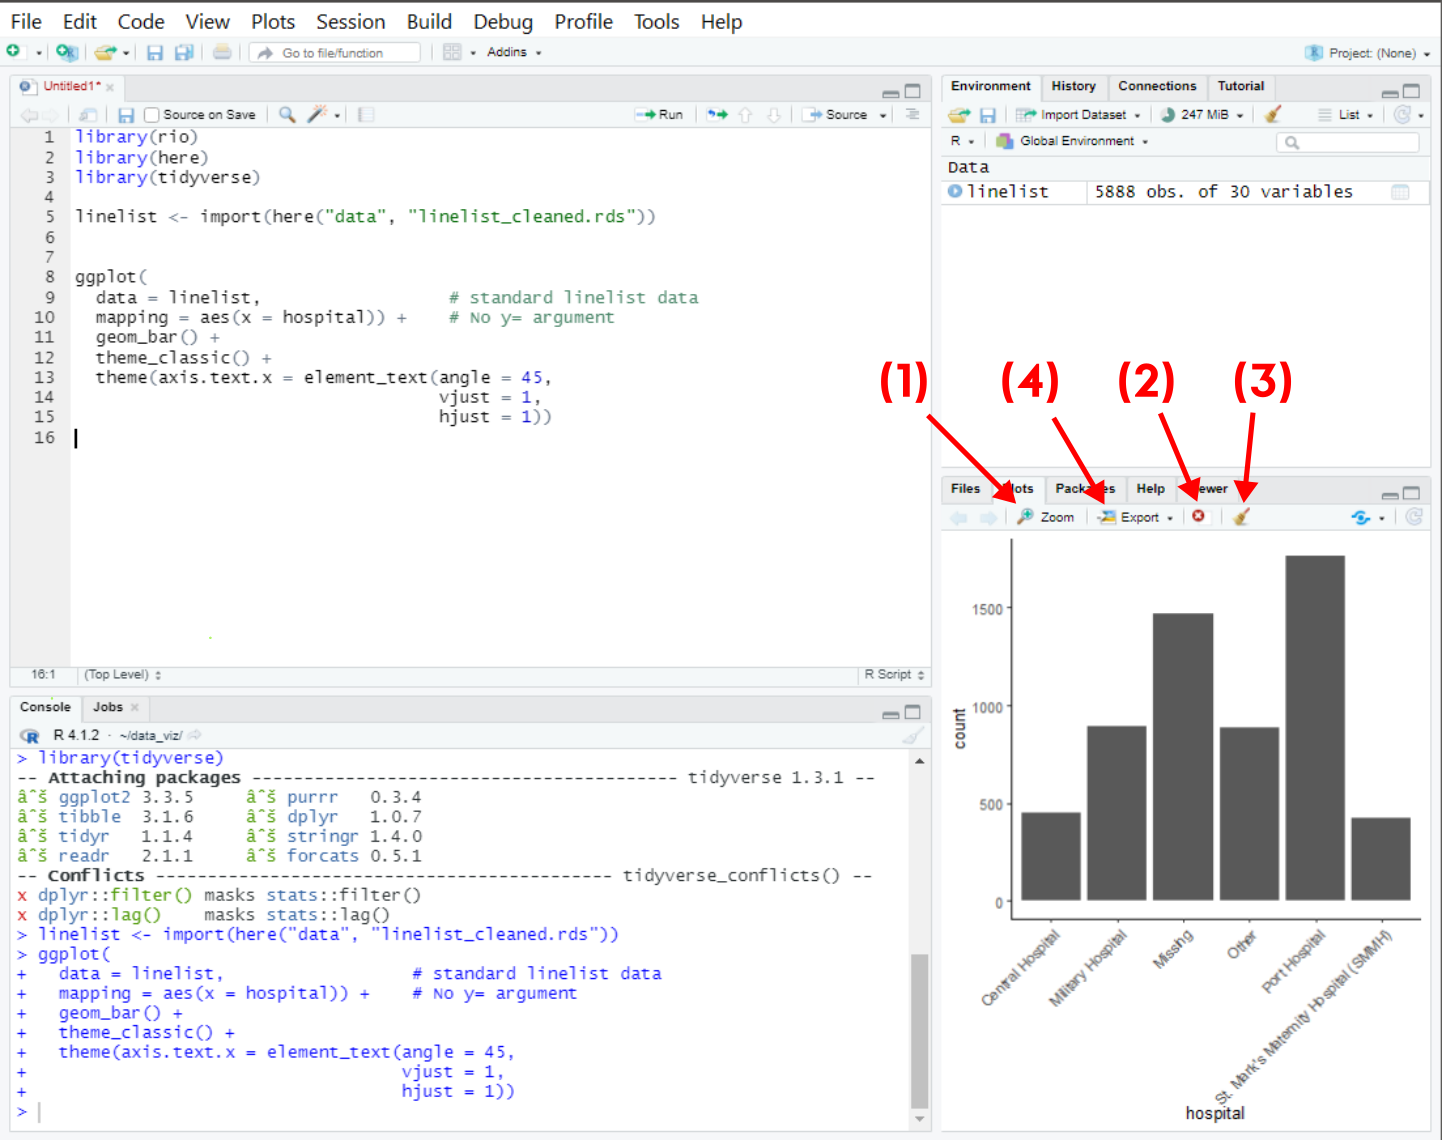 File Edit Code View Plots Session Build Debug Profile Tools Help
Go to file/function Addins Project: (None)
Untitled1*
Source on Save Run Source
1 library(rio)
2 library(here)
3 library(tidyverse)
4
5 linelist <- import(here("data", "linelist_cleaned.rds"))
6
7
8 ggplot(
9 data = linelist, # standard linelist data
10 mapping = aes(x = hospital)) + # No y= argument
11 geom_bar() +
12 theme_classic() +
13 theme(axis.text.x = element_text(angle = 45,
14 vjust = 1,
15 hjust = 1))
16
16:1 (Top Level) R Script
Console Jobs
R 4.1.2 · ~/data_viz/
> library(tidyverse)
-- Attaching packages ----------------------------------------- tidyverse 1.3.1 --
âˆš ggplot2 3.3.5 âˆš purrr 0.3.4
âˆš tibble 3.1.6 âˆš dplyr 1.0.7
âˆš tidyr 1.1.4 âˆš stringr 1.4.0
âˆš readr 2.1.1 âˆš forcats 0.5.1
-- Conflicts -------------------------------------------- tidyverse_conflicts() --
x dplyr::filter() masks stats::filter()
x dplyr::lag() masks stats::lag()
> linelist <- import(here("data", "linelist_cleaned.rds"))
> ggplot(
+ data = linelist, # standard linelist data
+ mapping = aes(x = hospital)) + # No y= argument
+ geom_bar() +
+ theme_classic() +
+ theme(axis.text.x = element_text(angle = 45,
+ vjust = 1,
+ hjust = 1))
>
Environment History Connections Tutorial
Import Dataset 247 MiB List
R Global Environment
Data
linelist 5888 obs. of 30 variables
(1) (4) (2) (3)
Files Plots Packages Help Viewer
Zoom Export
count
1500
1000
500
0
Central Hospital
Military Hospital
Missing
Other
Port Hospital
St. Mark's Maternity Hospital (SMMH)
hospital